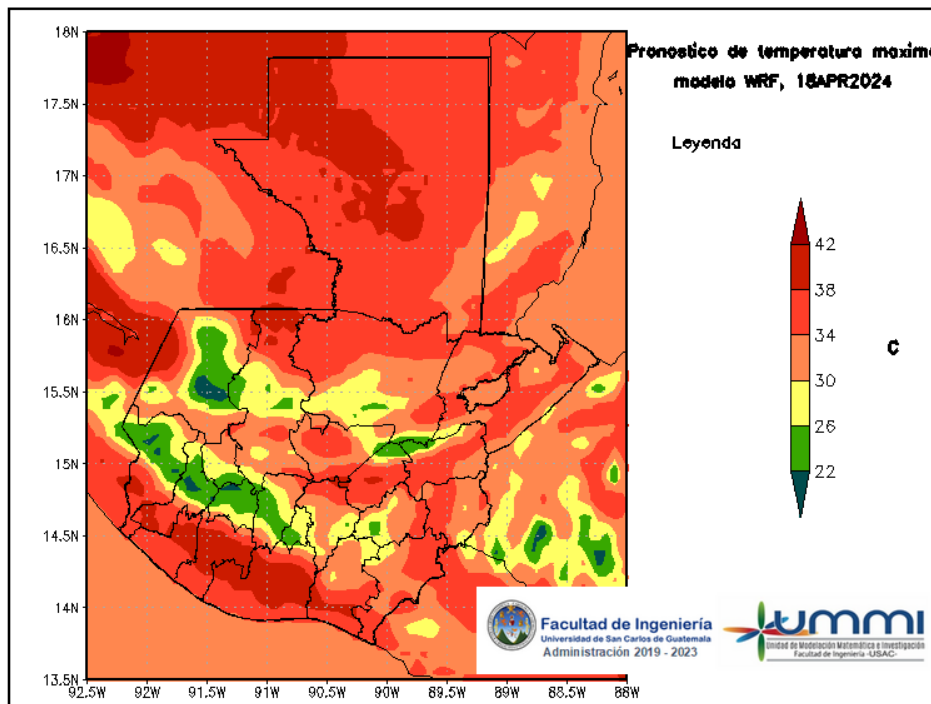 Pronostico de temperatura maxima
modelo WRF, 18APR2024
Leyenda
42
38
34
30
26
22
C
18N
17.5N
17N
16.5N
16N
15.5N
15N
14.5N
14N
13.5N
92.5W
92W
91.5W
91W
90.5W
90W
89.5W
89W
88.5W
88W
Facultad de Ingeniería
Universidad de San Carlos de Guatemala
Administración 2019 - 2023
UMMI
Unidad de Modelación Matemática e Investigación
Facultad de Ingeniería -USAC-